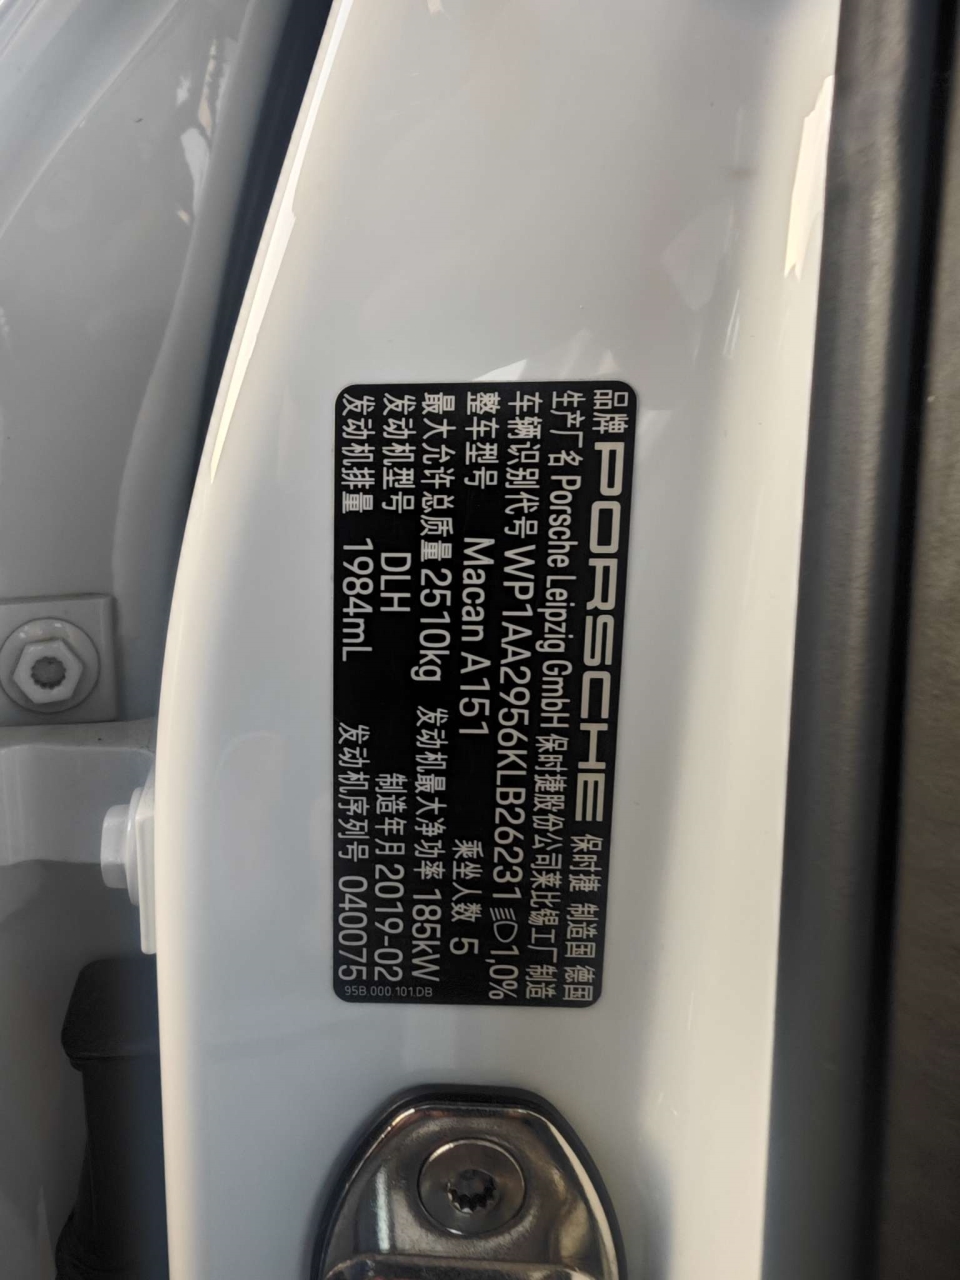 品牌 PORSCHE 保时捷 制造国 德国
生产厂名 Porsche Leipzig GmbH 保时捷股份公司莱比锡工厂制造
车辆识别代号 WP1AA2956KLB26231 1,0%
整车型号 Macan A151 乘坐人数 5
最大允许总质量 2510kg 发动机最大净功率 185kW
发动机型号 DLH 制造年月 2019-02
发动机排量 1984mL 发动机序列号 040075
95B.000.101.DB